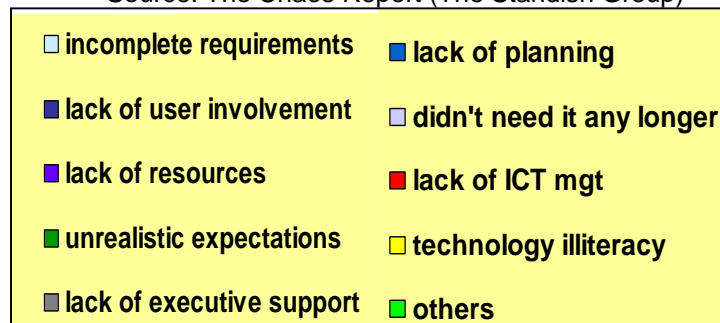 Source: The Chaos Report (The Standish Group)
incomplete requirements
lack of user involvement
lack of resources
unrealistic expectations
lack of executive support
lack of planning
didn't need it any longer
lack of ICT mgt
technology illiteracy
others